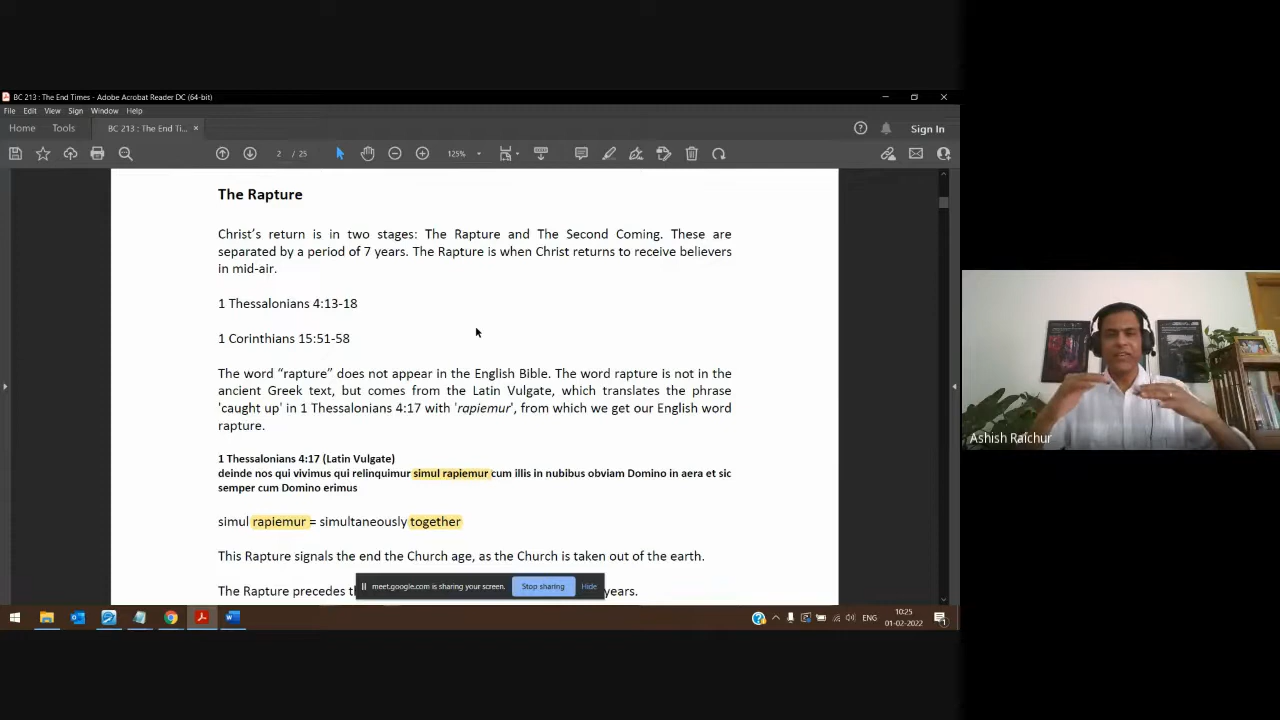 BC 213 : The End Times - Adobe Acrobat Reader DC (64-bit)
File Edit View Sign Window Help
Home Tools BC 213 : The End Ti... × Sign In
2 / 25 125%
The Rapture
Christ's return is in two stages: The Rapture and The Second Coming. These are
separated by a period of 7 years. The Rapture is when Christ returns to receive believers
in mid-air.
1 Thessalonians 4:13-18
1 Corinthians 15:51-58
The word “rapture” does not appear in the English Bible. The word rapture is not in the
ancient Greek text, but comes from the Latin Vulgate, which translates the phrase
'caught up' in 1 Thessalonians 4:17 with 'rapiemur', from which we get our English word
rapture.
1 Thessalonians 4:17 (Latin Vulgate)
deinde nos qui vivimus qui relinquimur simul rapiemur cum illis in nubibus obviam Domino in aera et sic
semper cum Domino erimus
simul rapiemur = simultaneously together
This Rapture signals the end the Church age, as the Church is taken out of the earth.
The Rapture precedes years.
meet.google.com is sharing your screen. Stop sharing Hide
ENG
10:25
01-02-2022
Ashish Raichur